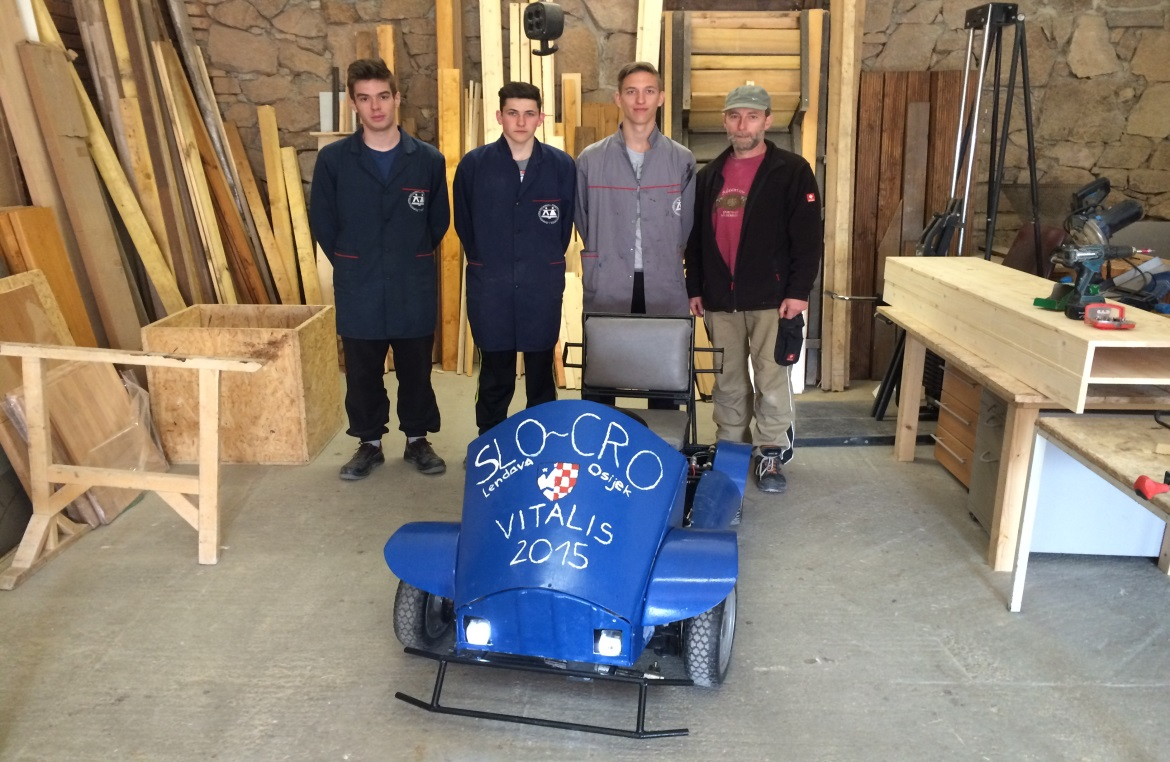 SLO~CRO
Lendava Osijek
VITALIS
2015